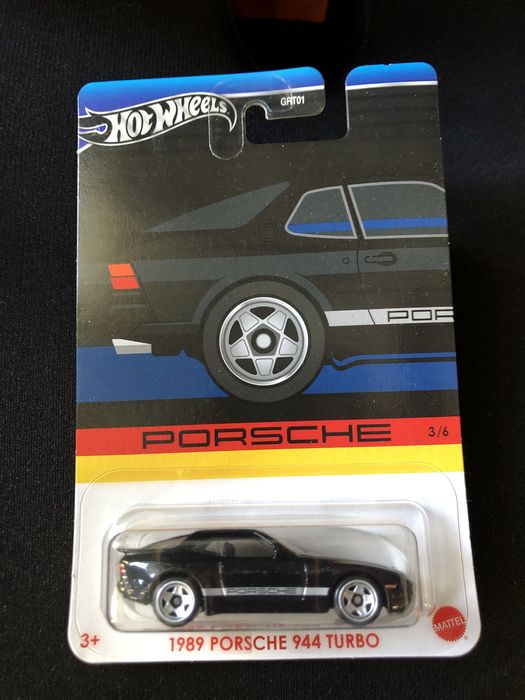 HOT WHEELS
GRT01
POR
PORSCHE
3/6
PORSCHE
3+
1989 PORSCHE 944 TURBO
MATTEL